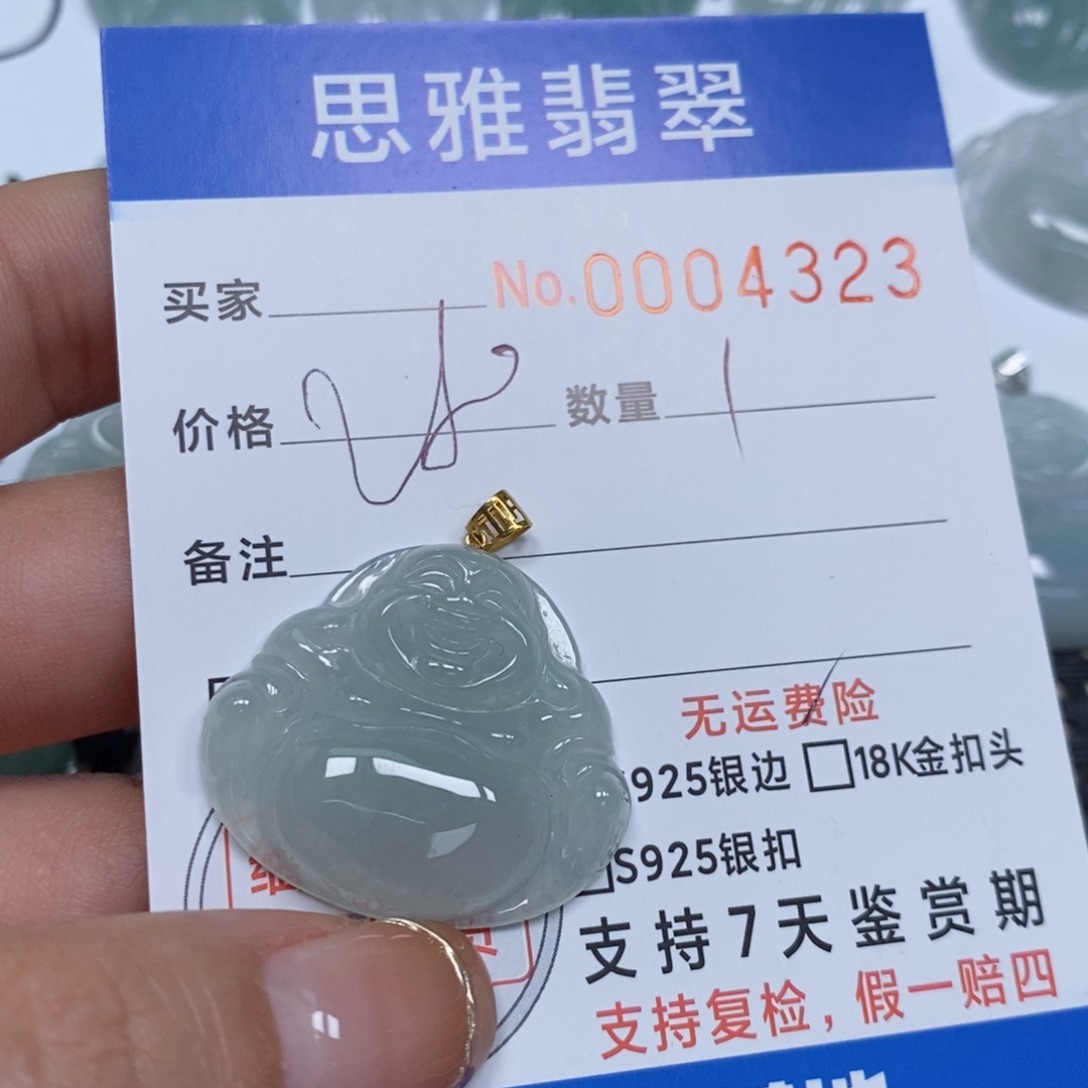 思雅翡翠
买家 No.0004323
价格 数量 1
备注
无运费险
925银边 □18K金扣头
S925银扣
支持7天鉴赏期
支持复检，假一赔四